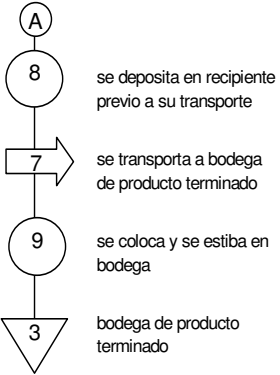 A
8
se deposita en recipiente
previo a su transporte
7
se transporta a bodega
de producto terminado
9
se coloca y se estiba en
bodega
3
bodega de producto
terminado